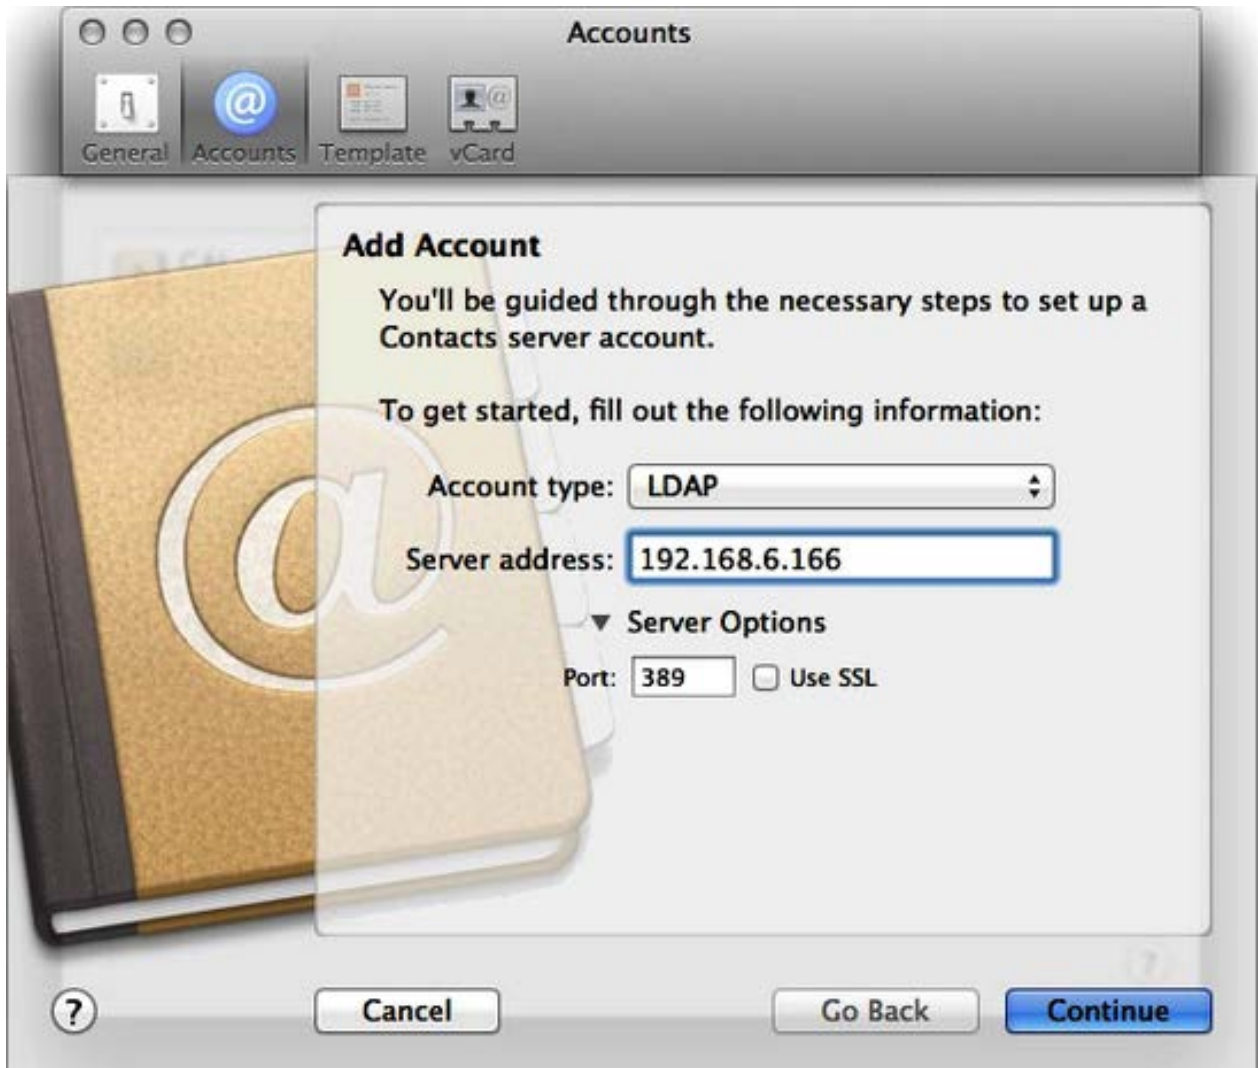 Accounts
General Accounts Template vCard
Add Account
You'll be guided through the necessary steps to set up a
Contacts server account.
To get started, fill out the following information:
Account type: LDAP
Server address: 192.168.6.166
Server Options
Port: 389 Use SSL
? Cancel Go Back Continue